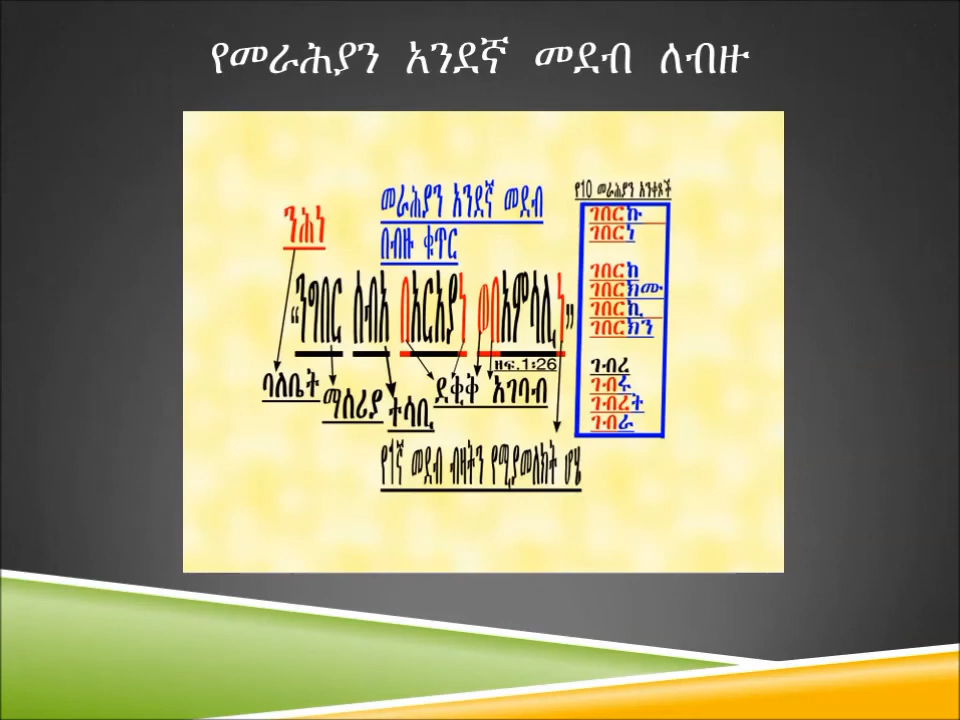 የመራሕያን አንደኛ መደብ ለብዙ
የ10 መራሕያን አንቀጾች
መራሕያን አንደኛ መደብ
በብዙ ቁጥር
ንሕነ
“ንግበር ሰብአ በአርአያነ ወበአምሳሊነ”
ዘፍ.1፡26
ባለቤት
ማሰሪያ
ተሳቢ
ደቂቅ አገባብ
የ1ኛ መደብ ብዛትን የሚያመለክት ሆሄ
ገበርኩ
ገበርነ
ገበርከ
ገበርክሙ
ገበርኪ
ገበርክን
ገብረ
ገብሩ
ገብረት
ገብራ